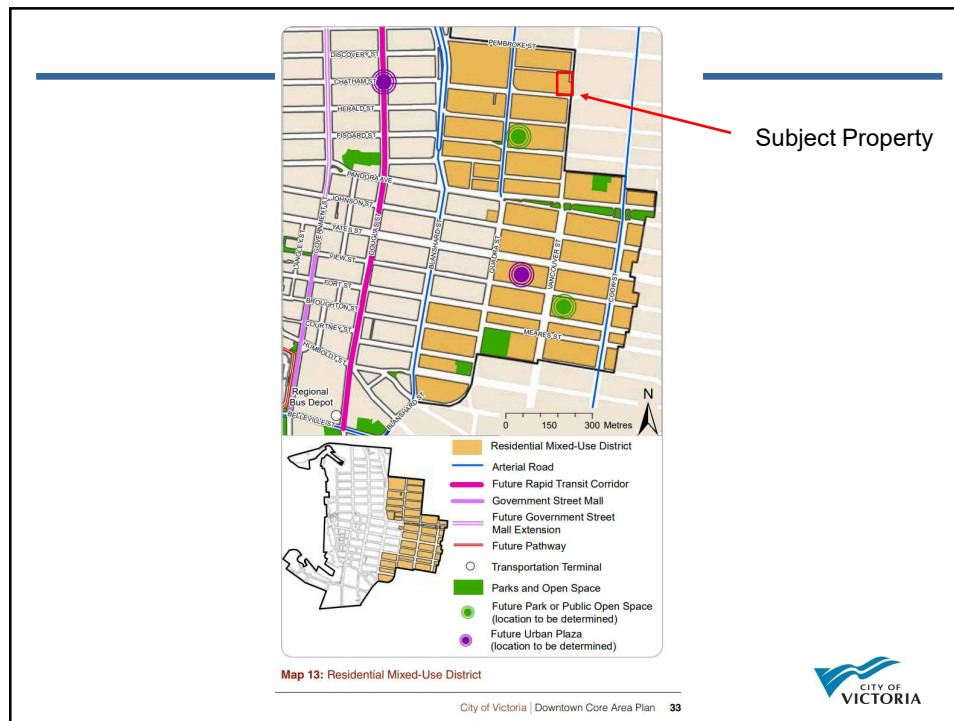 PEMBROKE ST
DISCOVERY ST
CHATHAM ST
HERALD ST
FISGARD ST
PANDORA AVE
JOHNSON ST
YATES ST
VIEW ST
FORT ST
BROUGHTON ST
COURTNEY ST
HUMBOLDT ST
BELLEVILLE ST
LANGLEY ST
GOVERNMENT ST
DOUGLAS ST
BLANSHARD ST
BLANSHARD ST
QUADRA ST
VANCOUVER ST
COOK ST
MEARES ST
Regional
Bus Depot
Subject Property
N
0 150 300 Metres
Residential Mixed-Use District
Arterial Road
Future Rapid Transit Corridor
Government Street Mall
Future Government Street
Mall Extension
Future Pathway
Transportation Terminal
Parks and Open Space
Future Park or Public Open Space
(location to be determined)
Future Urban Plaza
(location to be determined)
Map 13: Residential Mixed-Use District
City of Victoria | Downtown Core Area Plan 33
CITY OF
VICTORIA